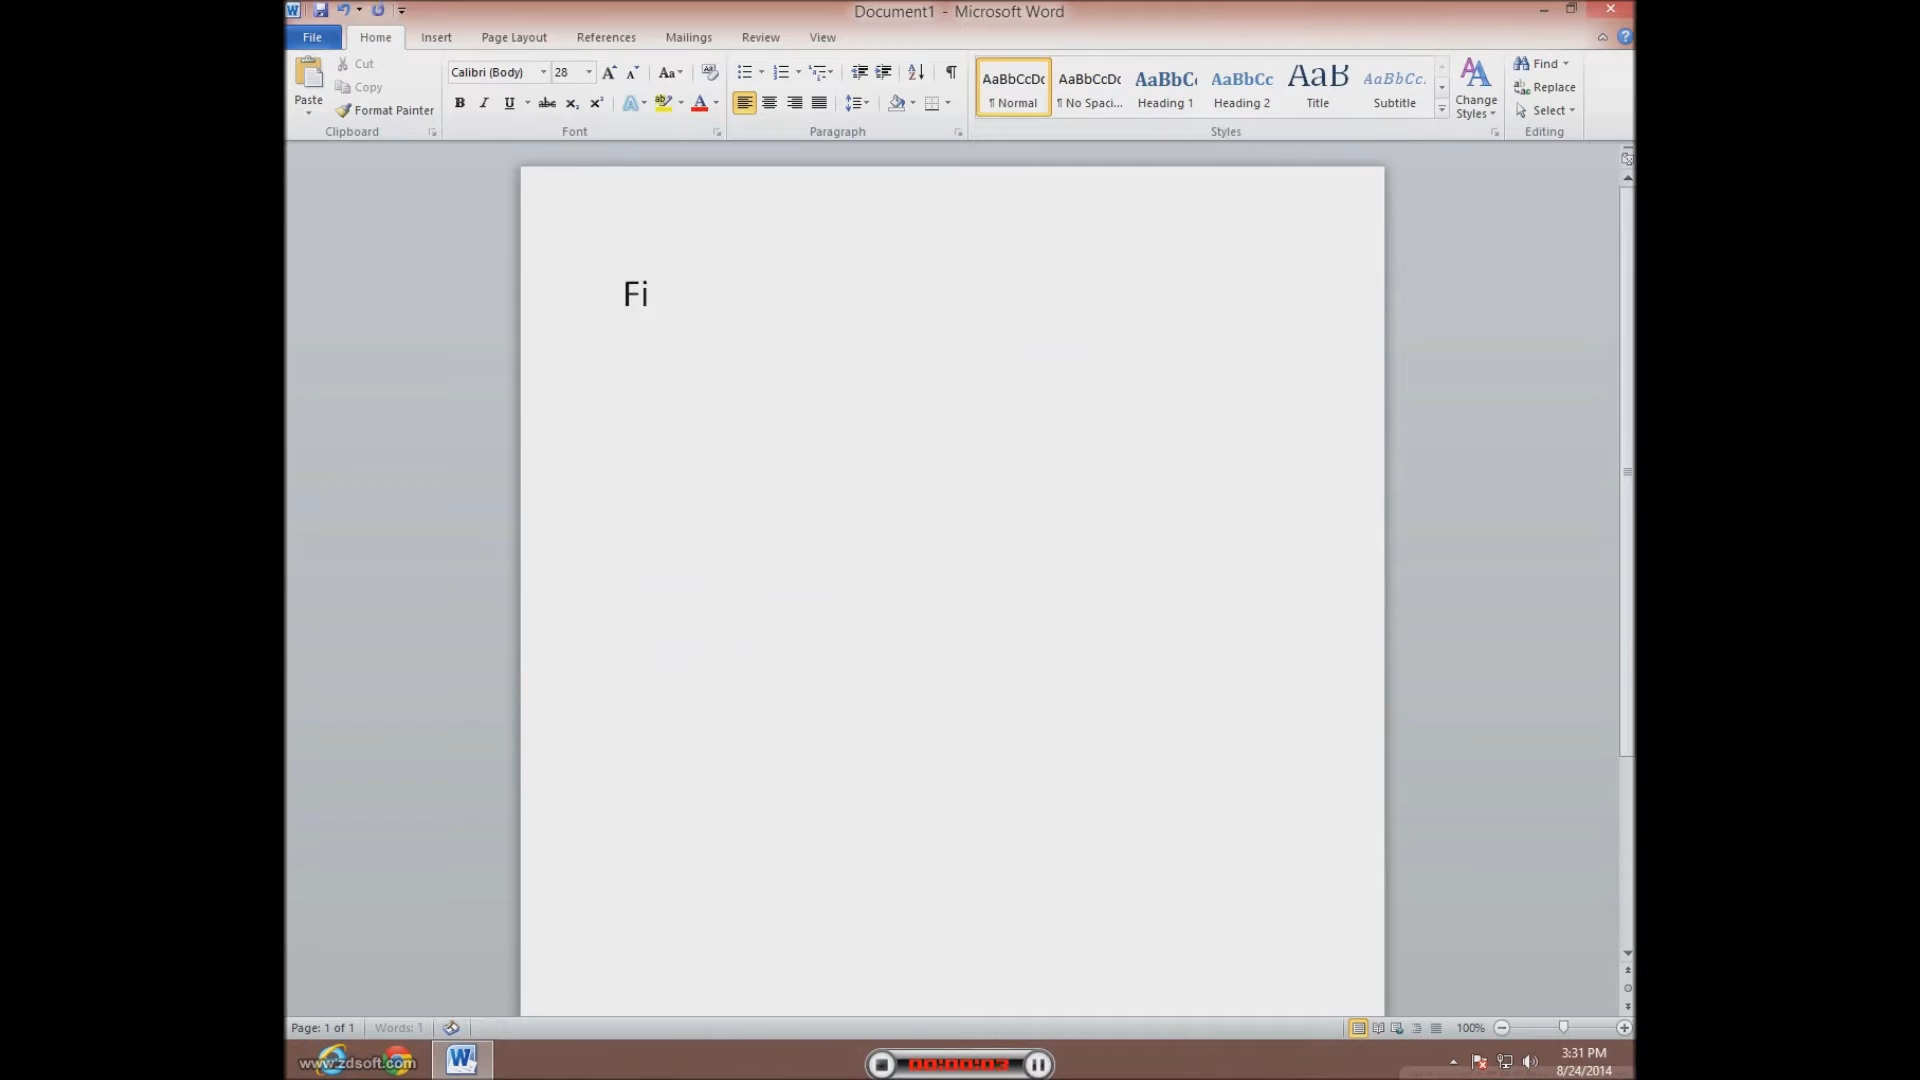 Document1 - Microsoft Word
File Home Insert Page Layout References Mailings Review View
Paste
Cut
Copy
Format Painter
Clipboard
Calibri (Body) 28
Font
Paragraph
AaBbCcDc AaBbCcDc AaBbC AaBbCc AaB AaBbCc.
¶ Normal ¶ No Spaci... Heading 1 Heading 2 Title Subtitle
Change Styles
Styles
Find
Replace
Select
Editing
Fi
Page: 1 of 1 Words: 1
100%
www.zdsoft.com
00:00:03
3:31 PM
8/24/2014